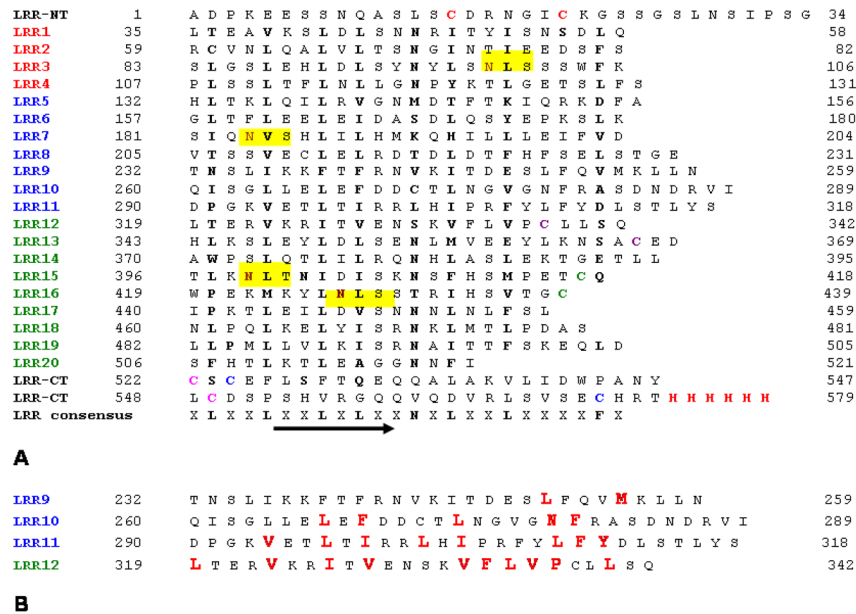 LRR-NT 1 A D P K E E S S N Q A S L S C D R N G I C K G S S G S L N S I P S G 34
LRR1 35 L T E A V K S L D L S N N R I T Y I S N S D L Q 58
LRR2 59 R C V N L Q A L V L T S N G I N T I E E D S F S 82
LRR3 83 S L G S L E H L D L S Y N Y L S N L S S S W F K 106
LRR4 107 P L S S L T F L N L L G N P Y K T L G E T S L F S 131
LRR5 132 H L T K L Q I L R V G N M D T F T K I Q R K D F A 156
LRR6 157 G L T F L E E L E I D A S D L Q S Y E P K S L K 180
LRR7 181 S I Q N V S H L I L H M K Q H I L L L E I F V D 204
LRR8 205 V T S S V E C L E L R D T D L D T F H F S E L S T G E 231
LRR9 232 T N S L I K K F T F R N V K I T D E S L F Q V M K L L N 259
LRR10 260 Q I S G L L E L E F D D C T L N G V G N F R A S D N D R V I 289
LRR11 290 D P G K V E T L T I R R L H I P R F Y L F Y D L S T L Y S 318
LRR12 319 L T E R V K R I T V E N S K V F L V P C L L S Q 342
LRR13 343 H L K S L E Y L D L S E N L M V E E Y L K N S A C E D 369
LRR14 370 A W P S L Q T L I L R Q N H L A S L E K T G E T L L 395
LRR15 396 T L K N L T N I D I S K N S F H S M P E T C Q 418
LRR16 419 W P E K M K Y L N L S S T R I H S V T G C 439
LRR17 440 I P K T L E I L D V S N N N L N L F S L 459
LRR18 460 N L P Q L K E L Y I S R N K L M T L P D A S 481
LRR19 482 L L P M L L V L K I S R N A I T T F S K E Q L D 505
LRR20 506 S F H T L K T L E A G G N N F I 521
LRR-CT 522 C S C E F L S F T Q E Q Q A L A K V L I D W P A N Y 547
LRR-CT 548 L C D S P S H V R G Q Q V Q D V R L S V S E C H R T H H H H H H 579
LRR consensus X L X X L X X L X L X X N X L X X L X X X X F X
A
LRR9 232 T N S L I K K F T F R N V K I T D E S L F Q V M K L L N 259
LRR10 260 Q I S G L L E L E F D D C T L N G V G N F R A S D N D R V I 289
LRR11 290 D P G K V E T L T I R R L H I P R F Y L F Y D L S T L Y S 318
LRR12 319 L T E R V K R I T V E N S K V F L V P C L L S Q 342
B